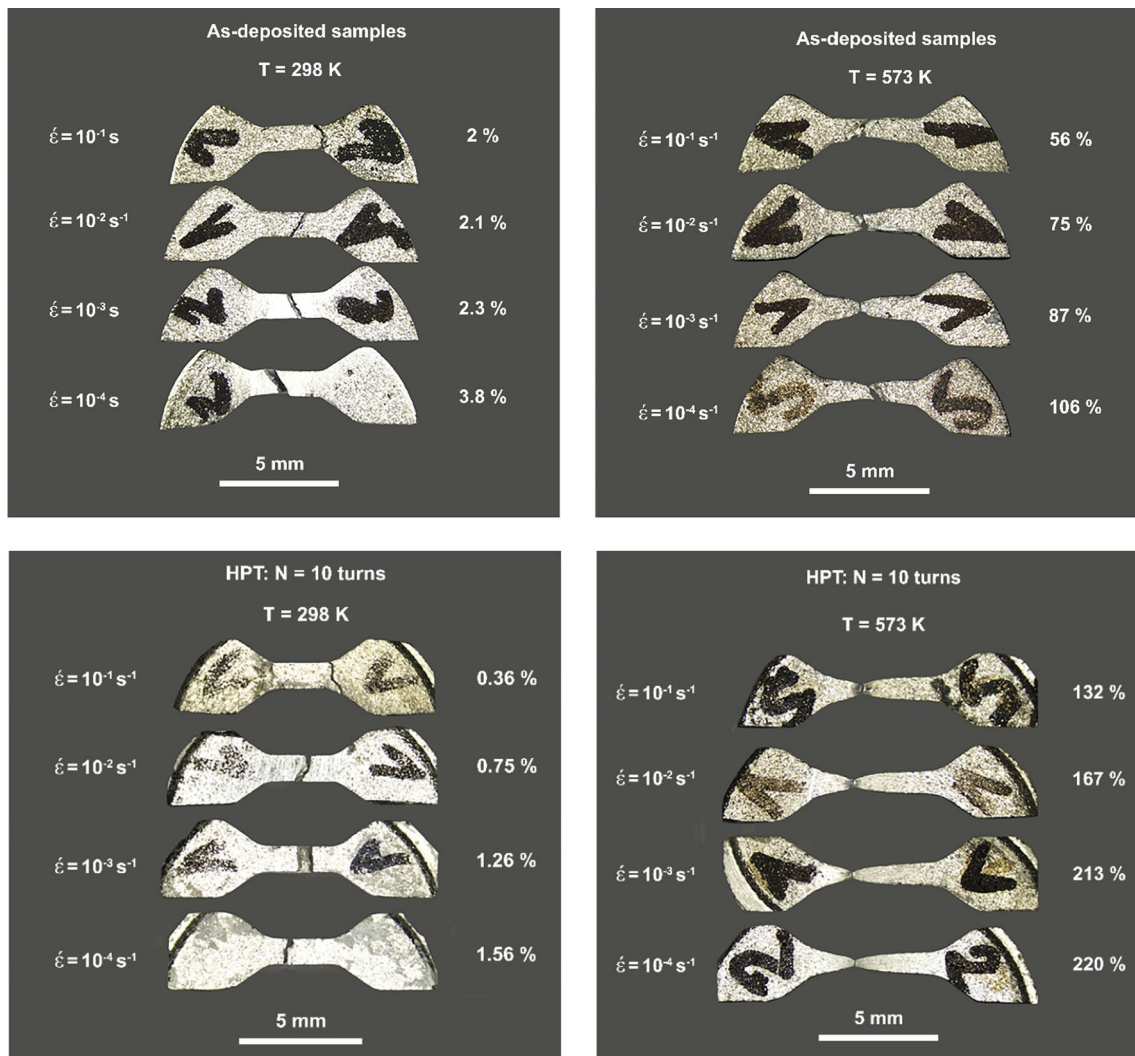 As-deposited samples
T = 298 K
έ = 10⁻¹ s 2 %
έ = 10⁻² s⁻¹ 2.1 %
έ = 10⁻³ s 2.3 %
έ = 10⁻⁴ s 3.8 %
5 mm
As-deposited samples
T = 573 K
έ = 10⁻¹ s⁻¹ 56 %
έ = 10⁻² s⁻¹ 75 %
έ = 10⁻³ s⁻¹ 87 %
έ = 10⁻⁴ s⁻¹ 106 %
5 mm
HPT: N = 10 turns
T = 298 K
έ = 10⁻¹ s⁻¹ 0.36 %
έ = 10⁻² s⁻¹ 0.75 %
έ = 10⁻³ s⁻¹ 1.26 %
έ = 10⁻⁴ s⁻¹ 1.56 %
5 mm
HPT: N = 10 turns
T = 573 K
έ = 10⁻¹ s⁻¹ 132 %
έ = 10⁻² s⁻¹ 167 %
έ = 10⁻³ s⁻¹ 213 %
έ = 10⁻⁴ s⁻¹ 220 %
5 mm